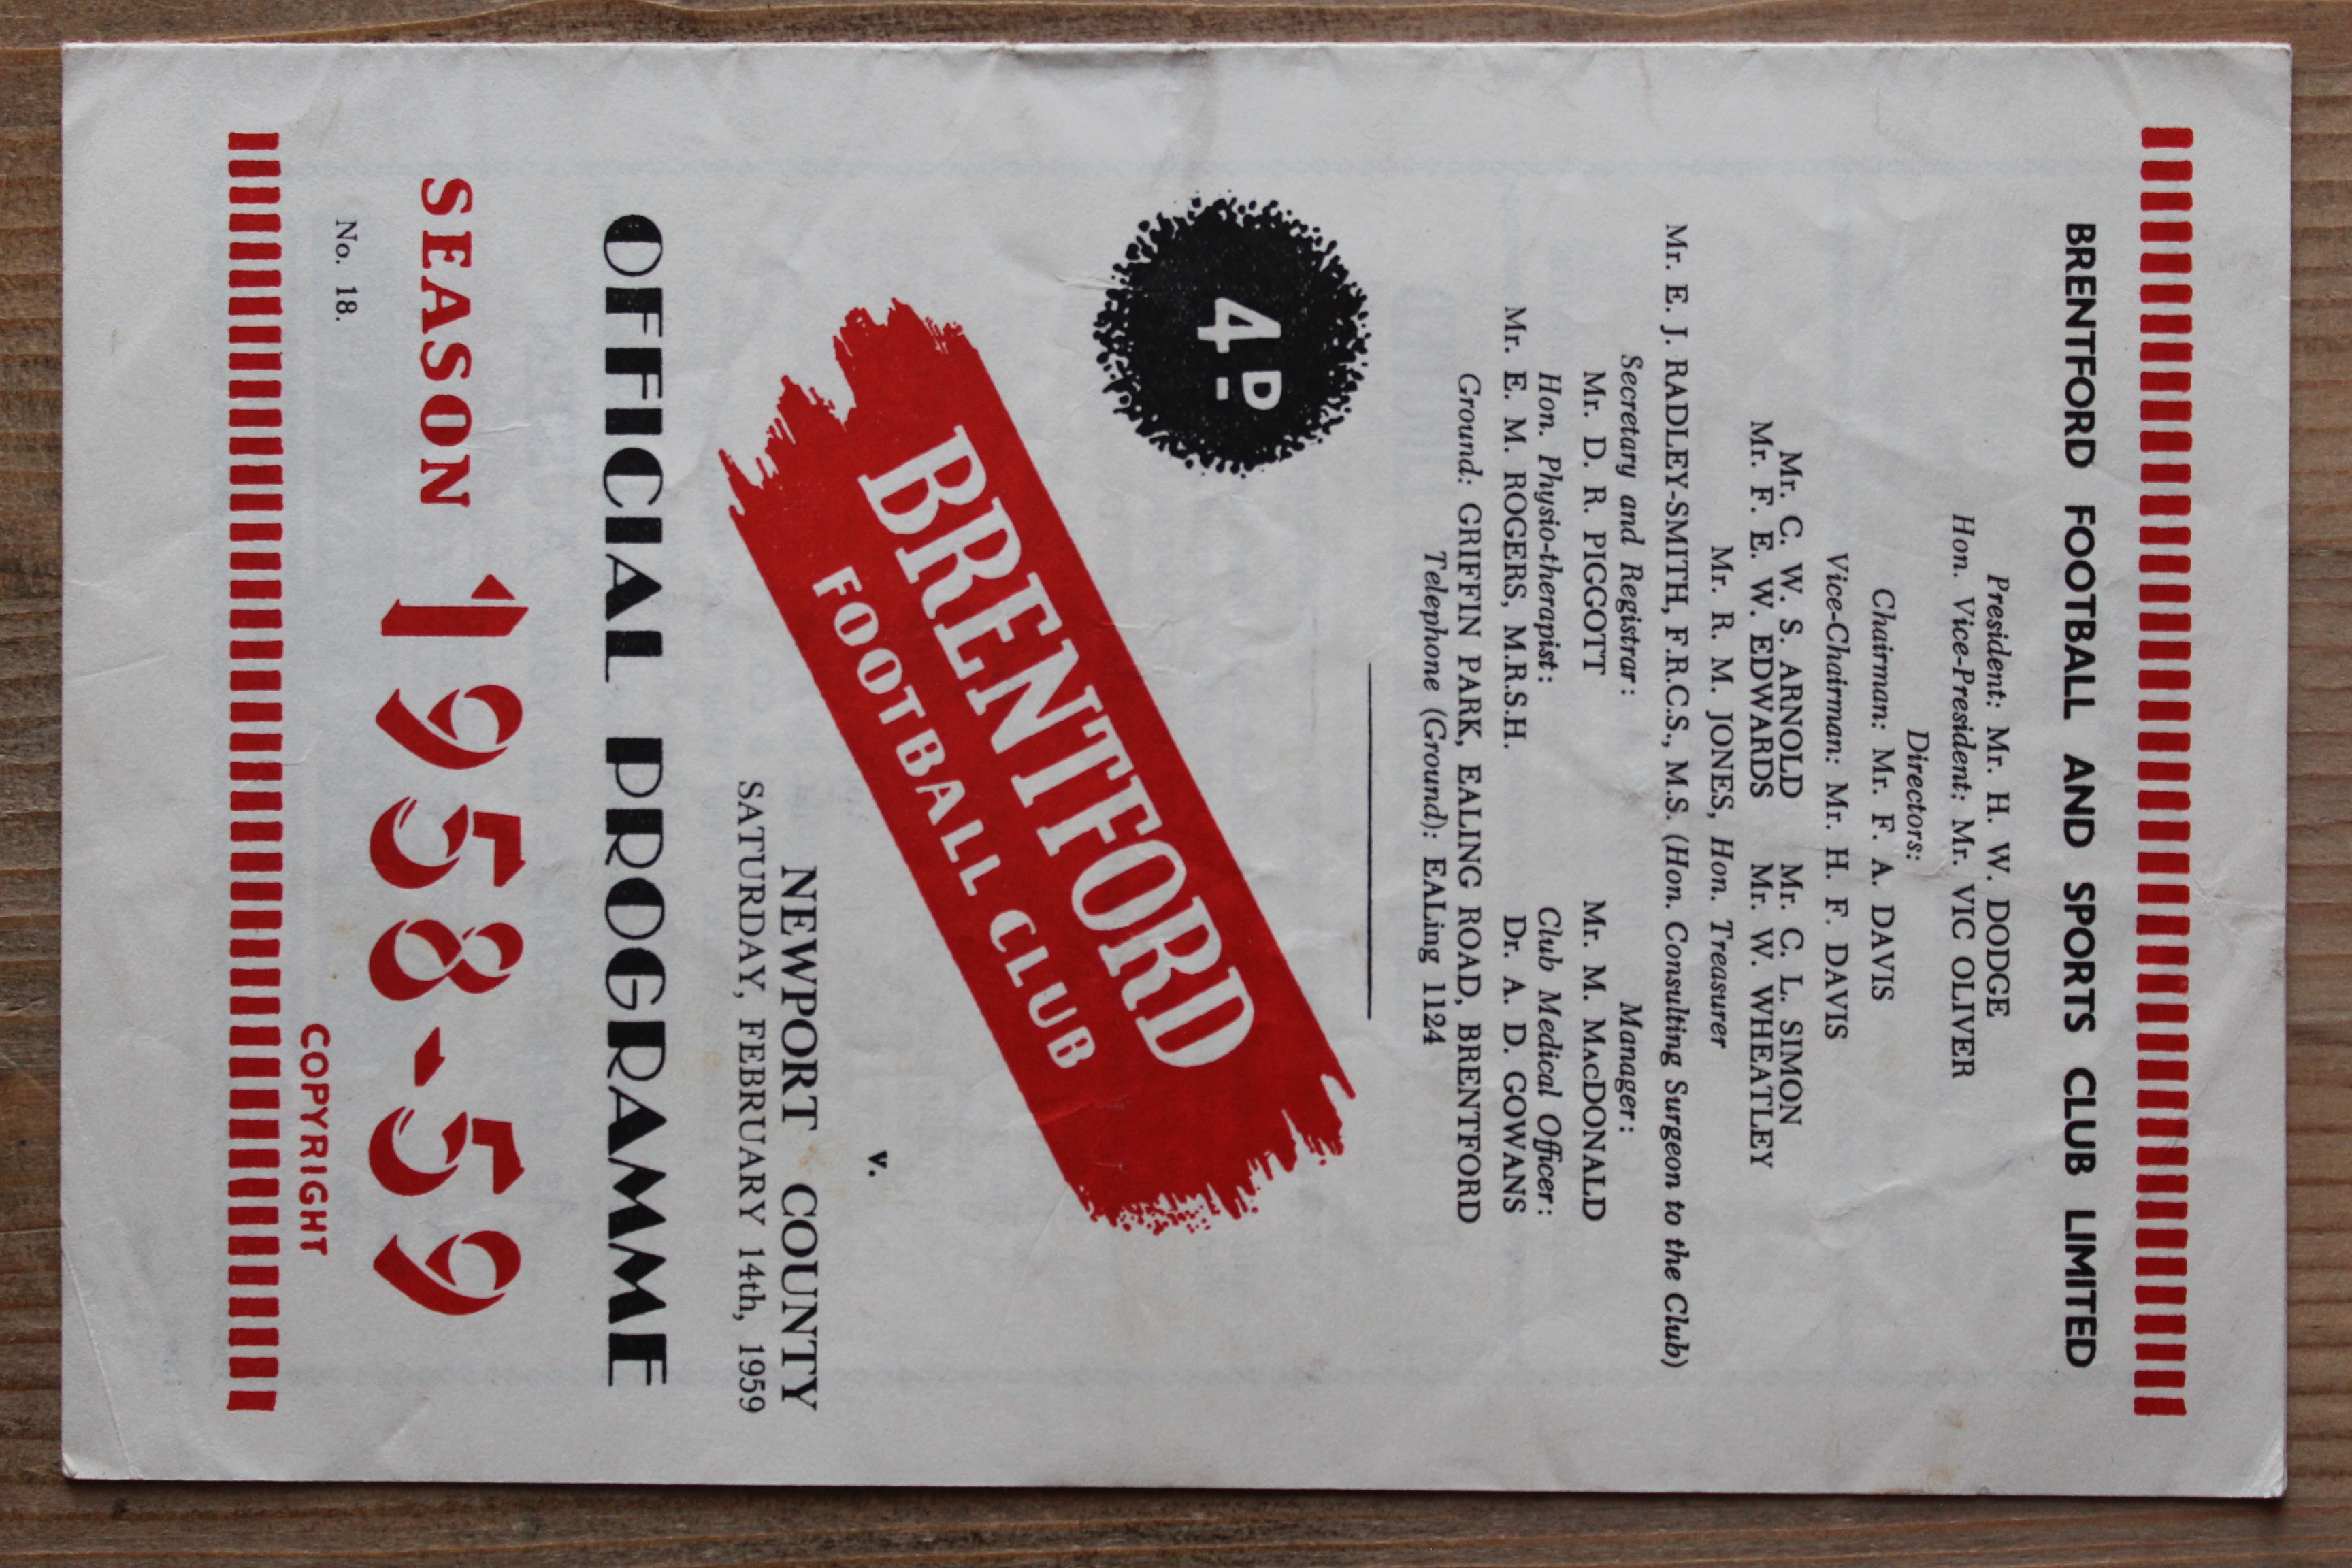 BRENTFORD FOOTBALL AND SPORTS CLUB LIMITED
President: Mr. H. W. DODGE
Hon. Vice-President: Mr. VIC OLIVER
Directors:
Chairman: Mr. F. A. DAVIS
Vice-Chairman: Mr. H. F. DAVIS
Mr. C. W. S. ARNOLD Mr. C. L. SIMON
Mr. F. E. W. EDWARDS Mr. W. WHEATLEY
Mr. R. M. JONES, Hon. Treasurer
Mr. E. J. RADLEY-SMITH, F.R.C.S., M.S. (Hon. Consulting Surgeon to the Club)
Secretary and Registrar: Manager:
Mr. D. R. PIGGOTT Mr. M. MacDONALD
Hon. Physio-therapist: Club Medical Officer:
Mr. E. M. ROGERS, M.R.S.H. Dr. A. D. GOWANS
Ground: GRIFFIN PARK, EALING ROAD, BRENTFORD
Telephone (Ground): EALing 1124
4D
BRENTFORD
FOOTBALL CLUB
v.
NEWPORT COUNTY
SATURDAY, FEBRUARY 14th, 1959
OFFICIAL PROGRAMME
SEASON 1958-59
No. 18.
COPYRIGHT